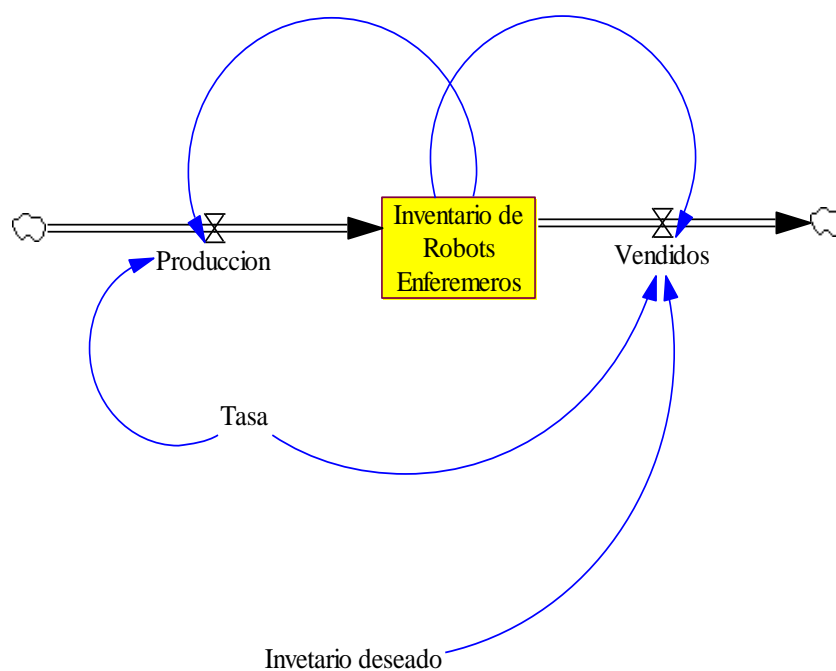 Inventario de
Robots
Enferemeros
Produccion
Vendidos
Tasa
Invetario deseado